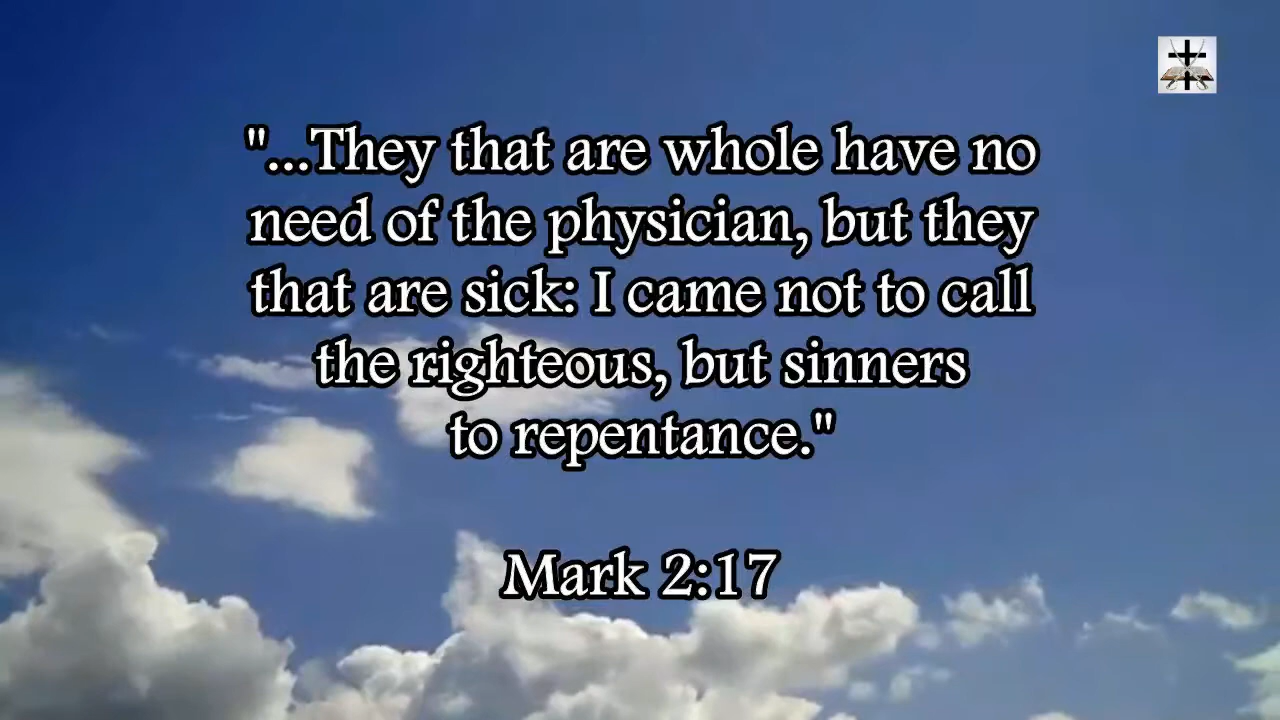 "...They that are whole have no
need of the physician, but they
that are sick: I came not to call
the righteous, but sinners
to repentance."
Mark 2:17